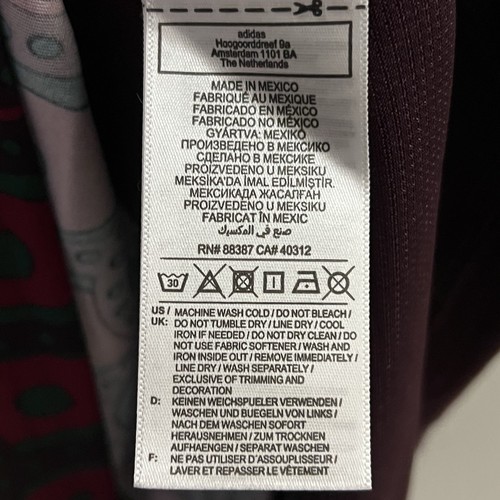 adidas
Hoogoorddreef 9a
Amsterdam 1101 BA
The Netherlands
MADE IN MEXICO
FABRIQUÉ AU MEXIQUE
FABRICADO EN MÉXICO
FABRICADO NO MÉXICO
GYÁRTVA: MEXIKÓ
ПРОИЗВЕДЕНО В МЕКСИКО
СДЕЛАНО В МЕКСИКЕ
PROIZVEDENO U MEKSIKU
MEKSİKA'DA İMAL EDİLMİŞTİR.
МЕКСИКАДА ЖАСАЛҒАН
PROIZVEDENO U MEKSIKU
FABRICAT ÎN MEXIC
صنع في المكسيك
RN# 88387 CA# 40312
30
US / MACHINE WASH COLD / DO NOT BLEACH /
UK: DO NOT TUMBLE DRY / LINE DRY / COOL
IRON IF NEEDED / DO NOT DRY CLEAN / DO
NOT USE FABRIC SOFTENER / WASH AND
IRON INSIDE OUT / REMOVE IMMEDIATELY /
LINE DRY / WASH SEPARATELY /
EXCLUSIVE OF TRIMMING AND
DECORATION
D: KEINEN WEICHSPUELER VERWENDEN /
WASCHEN UND BUEGELN VON LINKS /
NACH DEM WASCHEN SOFORT
HERAUSNEHMEN / ZUM TROCKNEN
AUFHAENGEN / SEPARAT WASCHEN
F: NE PAS UTILISER D'ASSOUPLISSEUR /
LAVER ET REPASSER LE VÊTEMENT